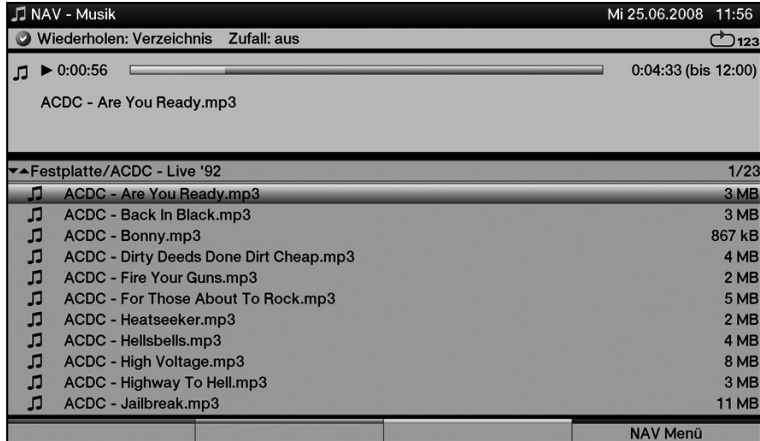 NAV - Musik Mi 25.06.2008 11:56
Wiederholen: Verzeichnis Zufall: aus 123
0:00:56 0:04:33 (bis 12:00)
ACDC - Are You Ready.mp3
Festplatte/ACDC - Live '92 1/23
ACDC - Are You Ready.mp3 3 MB
ACDC - Back In Black.mp3 3 MB
ACDC - Bonny.mp3 867 kB
ACDC - Dirty Deeds Done Dirt Cheap.mp3 4 MB
ACDC - Fire Your Guns.mp3 2 MB
ACDC - For Those About To Rock.mp3 5 MB
ACDC - Heatseeker.mp3 2 MB
ACDC - Hellsbells.mp3 4 MB
ACDC - High Voltage.mp3 8 MB
ACDC - Highway To Hell.mp3 3 MB
ACDC - Jailbreak.mp3 11 MB
NAV Menü